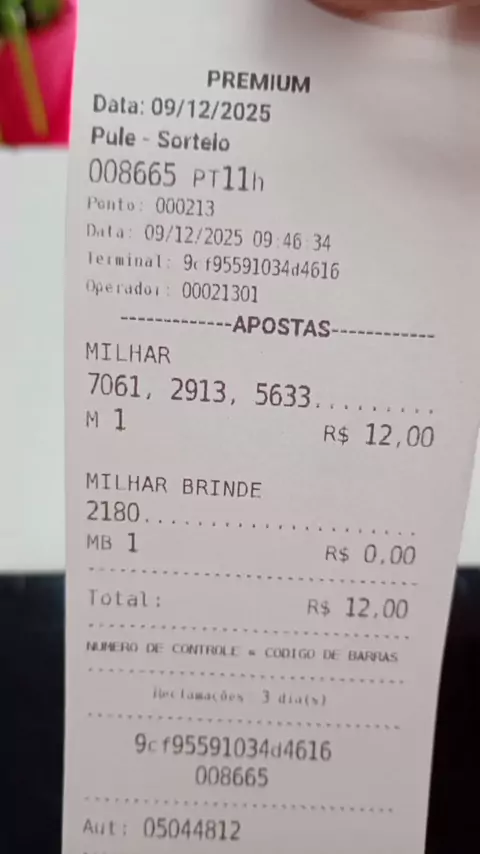 PREMIUM
Data: 09/12/2025
Pule - Sorteio
008665 PT11h
Ponto: 000213
Data: 09/12/2025 09:46:34
Terminal: 9cf95591034d4616
Operador: 00021301
-------------APOSTAS------------
MILHAR
7061, 2913, 5633.........
M 1 R$ 12,00
MILHAR BRINDE
2180.....................
MB 1 R$ 0,00
Total: R$ 12,00
NUMERO DE CONTROLE = CODIGO DE BARRAS
Reclamações 3 dia(s)
9cf95591034d4616
008665
Aut: 05044812